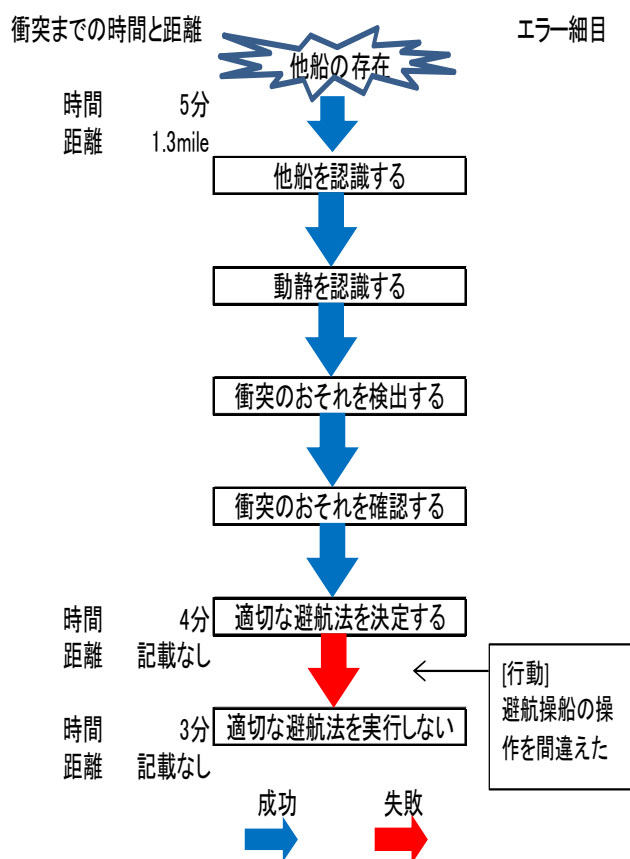 衝突までの時間と距離
エラー細目
他船の存在
時間 5分
距離 1.3mile
他船を認識する
動静を認識する
衝突のおそれを検出する
衝突のおそれを確認する
時間 4分
適切な避航法を決定する
距離 記載なし
[行動]
避航操船の操
作を間違えた
時間 3分
適切な避航法を実行しない
距離 記載なし
成功
失敗